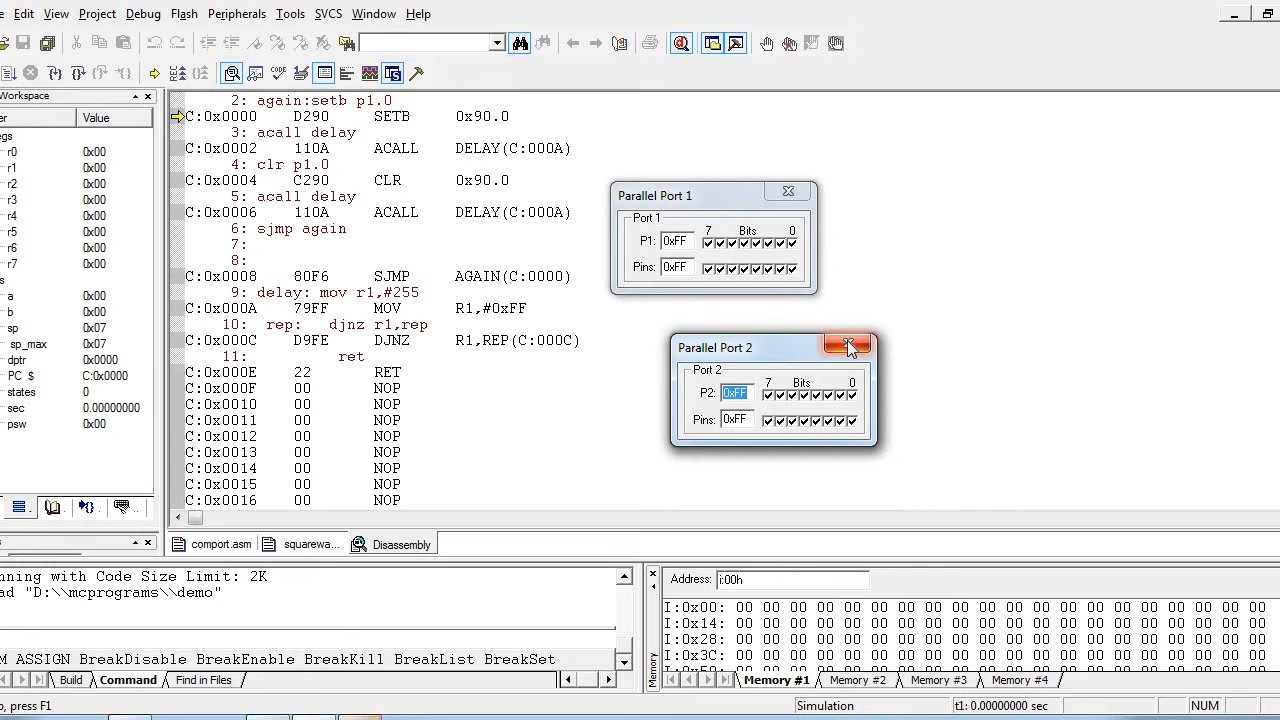 Edit View Project Debug Flash Peripherals Tools SVCS Window Help
Workspace
Value
egs
r0 0x00
r1 0x00
r2 0x00
r3 0x00
r4 0x00
r5 0x00
r6 0x00
r7 0x00
s
a 0x00
b 0x00
sp 0x07
sp_max 0x07
dptr 0x0000
PC $ C:0x0000
states 0
sec 0.00000000
psw 0x00
2: again:setb p1.0
C:0x0000 D290 SETB 0x90.0
3: acall delay
C:0x0002 110A ACALL DELAY(C:000A)
4: clr p1.0
C:0x0004 C290 CLR 0x90.0
5: acall delay
C:0x0006 110A ACALL DELAY(C:000A)
6: sjmp again
7:
8:
C:0x0008 80F6 SJMP AGAIN(C:0000)
9: delay: mov r1,#255
C:0x000A 79FF MOV R1,#0xFF
10: rep: djnz r1,rep
C:0x000C D9FE DJNZ R1,REP(C:000C)
11: ret
C:0x000E 22 RET
C:0x000F 00 NOP
C:0x0010 00 NOP
C:0x0011 00 NOP
C:0x0012 00 NOP
C:0x0013 00 NOP
C:0x0014 00 NOP
C:0x0015 00 NOP
C:0x0016 00 NOP
Parallel Port 1
Port 1
7 Bits 0
P1: 0xFF
Pins: 0xFF
Parallel Port 2
Port 2
7 Bits 0
P2: 0xFF
Pins: 0xFF
comport.asm squarewa... Disassembly
nning with Code Size Limit: 2K
ad "D:\\mcprograms\\demo"
M ASSIGN BreakDisable BreakEnable BreakKill BreakList BreakSet
Build Command Find in Files
Memory
Address: i:00h
I:0x00: 00 00 00 00 00 00 00 00 00 00 00 00 00 00 00 00 00 00 00 00
I:0x14: 00 00 00 00 00 00 00 00 00 00 00 00 00 00 00 00 00 00 00 00
I:0x28: 00 00 00 00 00 00 00 00 00 00 00 00 00 00 00 00 00 00 00 00
I:0x3C: 00 00 00 00 00 00 00 00 00 00 00 00 00 00 00 00 00 00 00 00
Memory #1 Memory #2 Memory #3 Memory #4
p, press F1
Simulation t1: 0.00000000 sec NUM